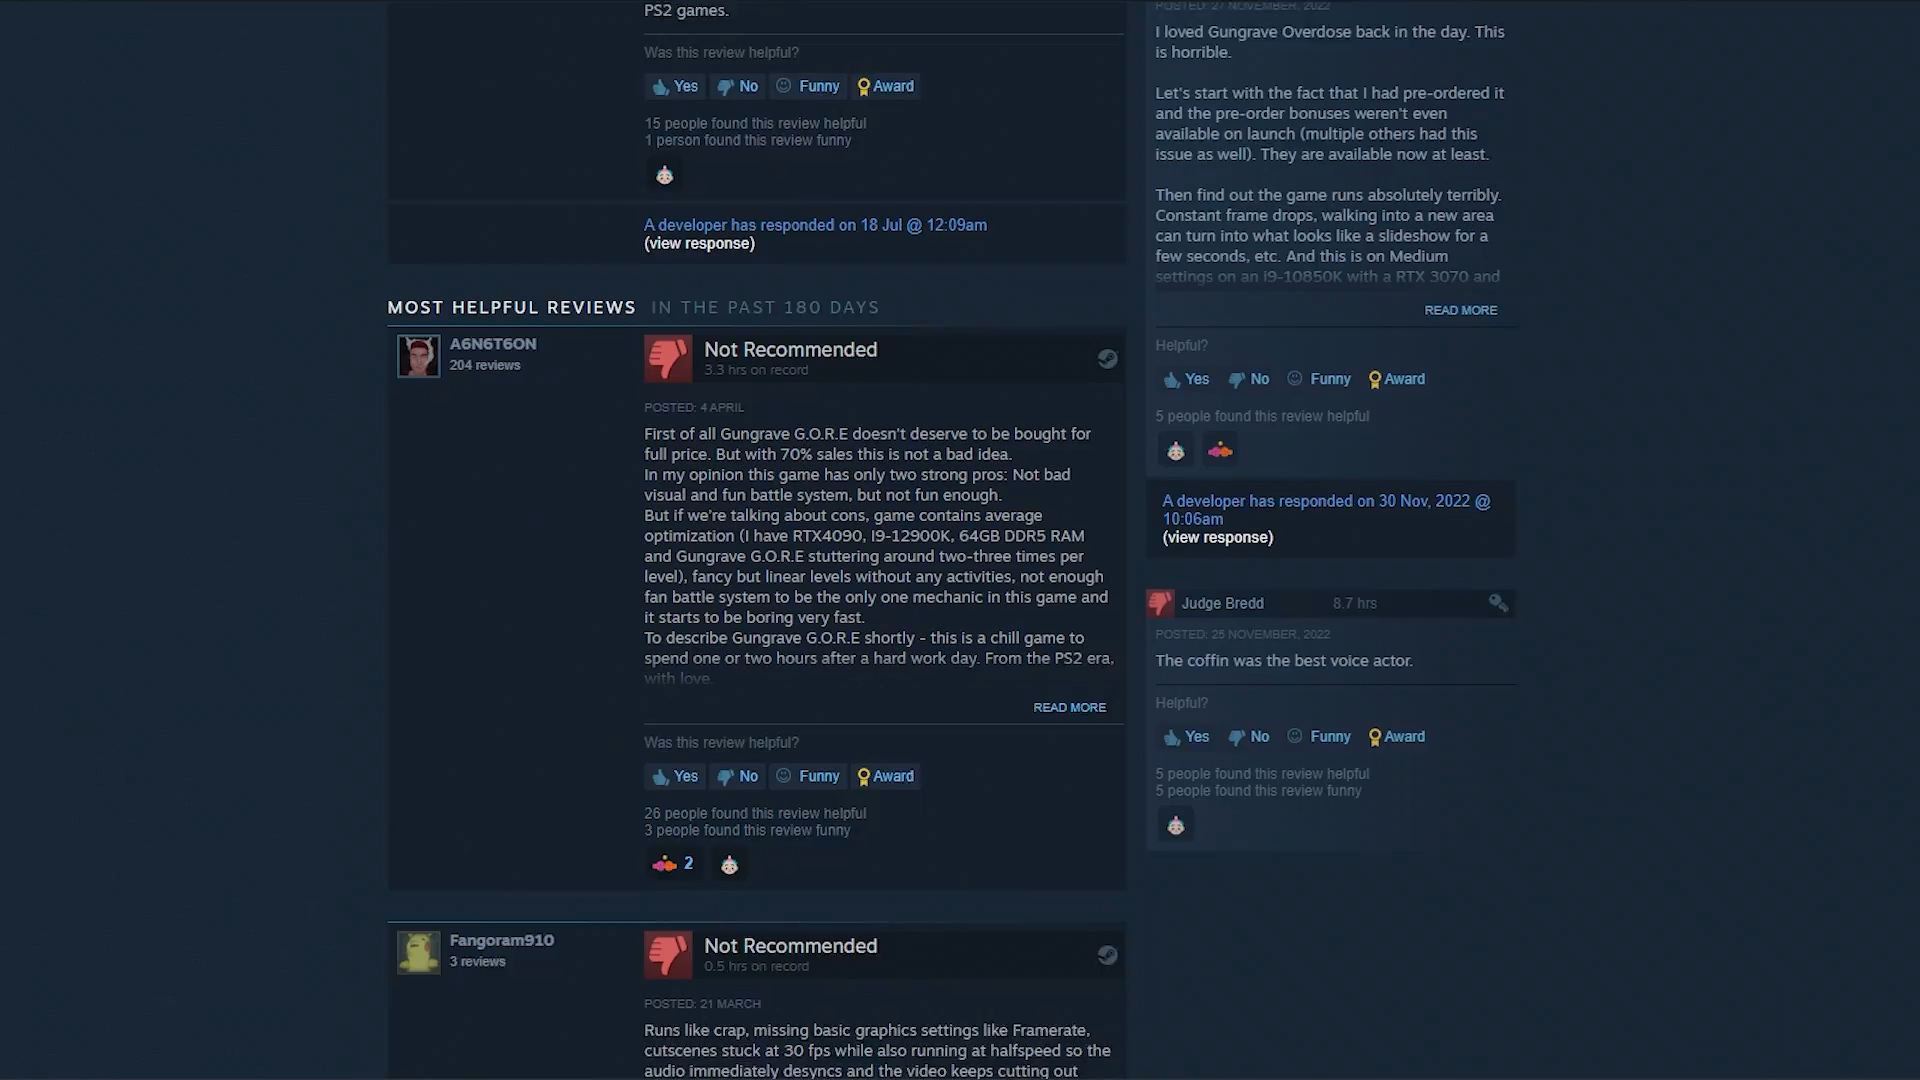 PS2 games.
Was this review helpful?
Yes No Funny Award
15 people found this review helpful
1 person found this review funny
A developer has responded on 18 Jul @ 12:09am
(view response)
MOST HELPFUL REVIEWS IN THE PAST 180 DAYS
A6N6T6ON
204 reviews
Not Recommended
3.3 hrs on record
POSTED: 4 APRIL
First of all Gungrave G.O.R.E doesn't deserve to be bought for
full price. But with 70% sales this is not a bad idea.
In my opinion this game has only two strong pros: Not bad
visual and fun battle system, but not fun enough.
But if we're talking about cons, game contains average
optimization (I have RTX4090, I9-12900K, 64GB DDR5 RAM
and Gungrave G.O.R.E stuttering around two-three times per
level), fancy but linear levels without any activities, not enough
fan battle system to be the only one mechanic in this game and
it starts to be boring very fast.
To describe Gungrave G.O.R.E shortly - this is a chill game to
spend one or two hours after a hard work day. From the PS2 era,
with love.
READ MORE
Was this review helpful?
Yes No Funny Award
26 people found this review helpful
3 people found this review funny
2
Fangoram910
3 reviews
Not Recommended
0.5 hrs on record
POSTED: 21 MARCH
Runs like crap, missing basic graphics settings like Framerate,
cutscenes stuck at 30 fps while also running at halfspeed so the
audio immediately desyncs and the video keeps cutting out
POSTED: 27 NOVEMBER, 2022
I loved Gungrave Overdose back in the day. This
is horrible.
Let's start with the fact that I had pre-ordered it
and the pre-order bonuses weren't even
available on launch (multiple others had this
issue as well). They are available now at least.
Then find out the game runs absolutely terribly.
Constant frame drops, walking into a new area
can turn into what looks like a slideshow for a
few seconds, etc. And this is on Medium
settings on an i9-10850K with a RTX 3070 and
READ MORE
Helpful?
Yes No Funny Award
5 people found this review helpful
A developer has responded on 30 Nov, 2022 @
10:06am
(view response)
Judge Bredd 8.7 hrs
POSTED: 25 NOVEMBER, 2022
The coffin was the best voice actor.
Helpful?
Yes No Funny Award
5 people found this review helpful
5 people found this review funny